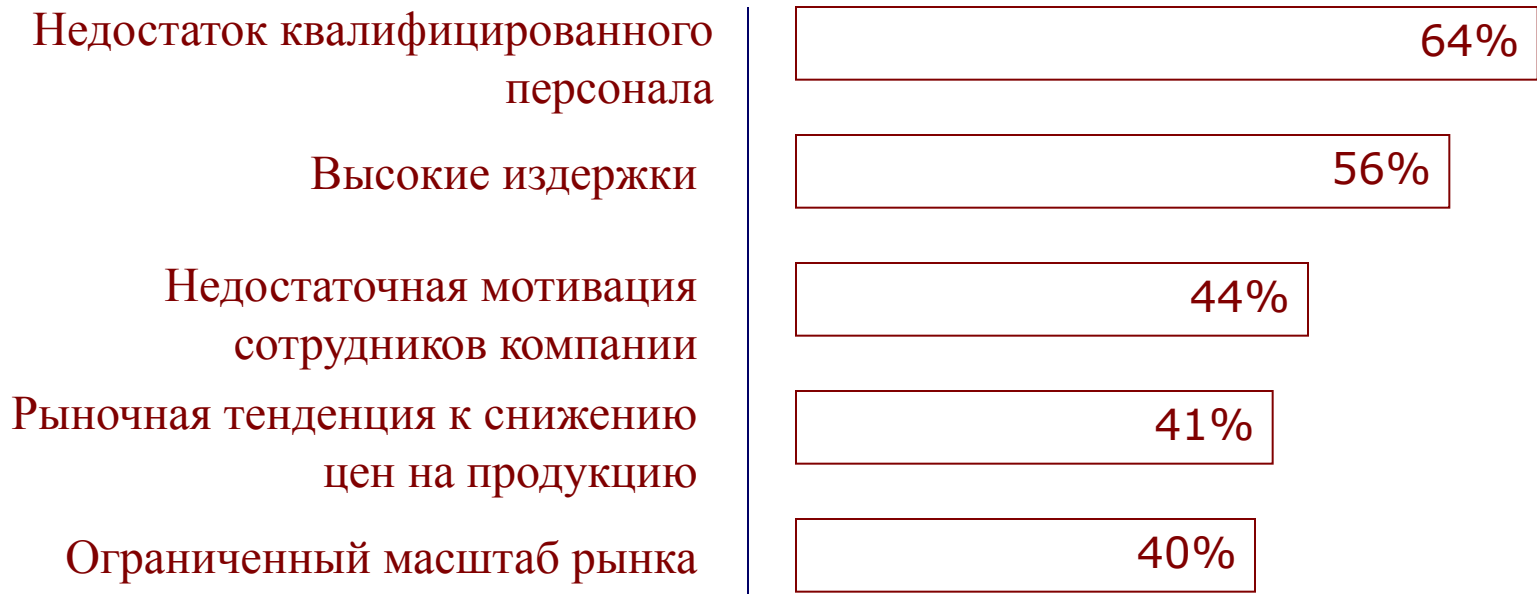 Недостаток квалифицированного
персонала
64%
Высокие издержки
56%
Недостаточная мотивация
сотрудников компании
44%
Рыночная тенденция к снижению
цен на продукцию
41%
Ограниченный масштаб рынка
40%